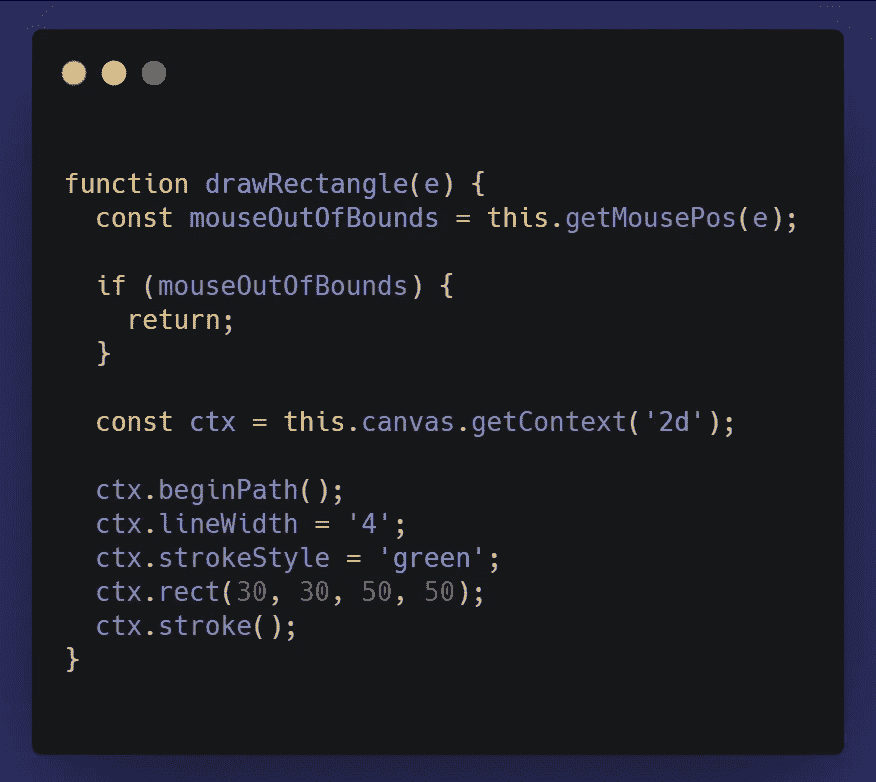 function drawRectangle(e) {
  const mouseOutOfBounds = this.getMousePos(e);
  if (mouseOutOfBounds) {
    return;
  }
  const ctx = this.canvas.getContext('2d');
  ctx.beginPath();
  ctx.lineWidth = '4';
  ctx.strokeStyle = 'green';
  ctx.rect(30, 30, 50, 50);
  ctx.stroke();
}